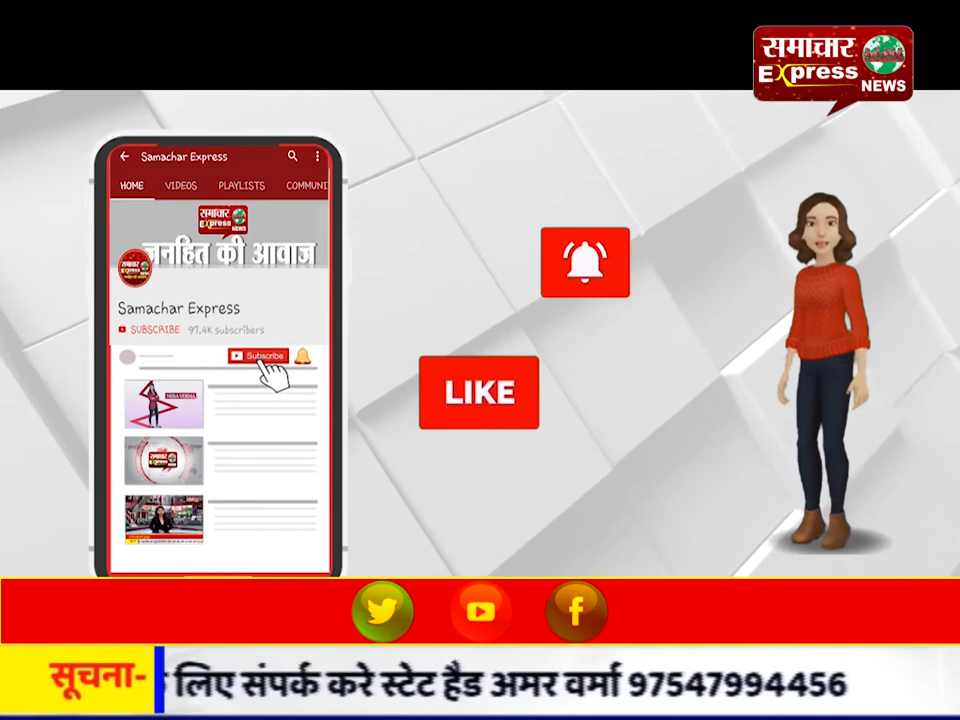 समाचार
Express
NEWS
Samachar Express
HOME VIDEOS PLAYLISTS COMMUNI
समाचार
Express
NEWS
जनहित की आवाज
Samachar Express
SUBSCRIBE 97.4K subscribers
Subscribe
LIKE
सूचना- लिए संपर्क करे स्टेट हैड अमर वर्मा 97547994456